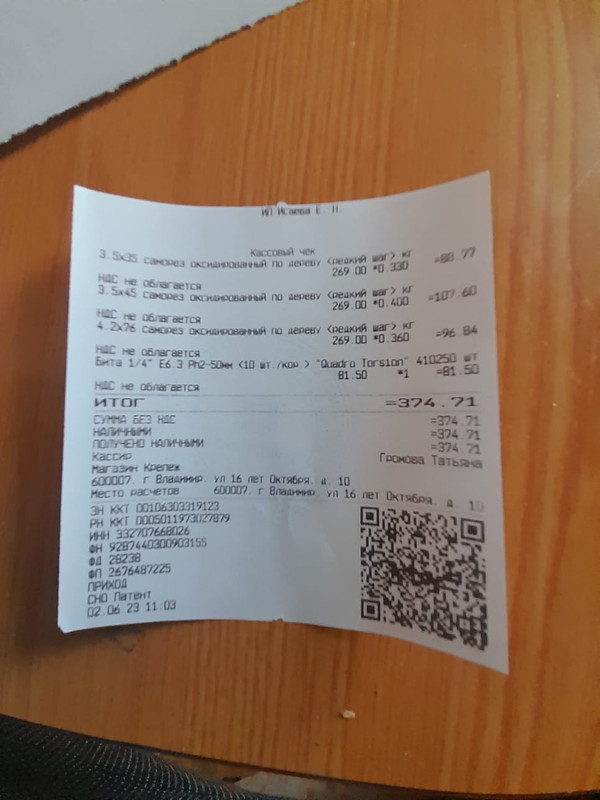 ИП Исаева Е. Н.
Кассовый чек
3.5х35 саморез оксидированный по дереву <редкий шаг> кг
269.00 *0.330 =88.77
НДС не облагается
3.5х45 саморез оксидированный по дереву <редкий шаг> кг
269.00 *0.400 =107.60
НДС не облагается
4.2х76 саморез оксидированный по дереву <редкий шаг> кг
269.00 *0.360 =96.84
НДС не облагается
Бита 1/4" E6.3 Ph2-50мм <10 шт./кор.> "Quadro Torsion" 410250 шт
81.50 *1 =81.50
НДС не облагается
ИТОГ =374.71
СУММА БЕЗ НДС =374.71
НАЛИЧНЫМИ =374.71
ПОЛУЧЕНО НАЛИЧНЫМИ =374.71
Кассир Громова Татьяна
Магазин Крепеж
600007. г Владимир. ул 16 лет Октября. д. 10
Место расчетов 600007. г Владимир. ул 16 лет Октября. д. 10
ЗН ККТ 00106303319123
РН ККТ 0005011973027879
ИНН 332707668026
ФН 9287440300903155
ФД 28238
ФП 2676487225
ПРИХОД
СНО Патент
02.06.23 11:03